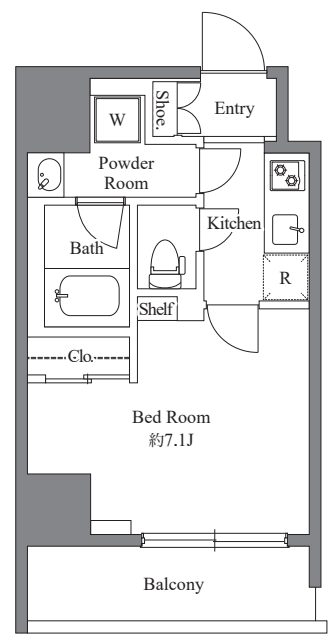 Shoe.
Entry
W
Powder
Room
Kitchen
Bath
R
Shelf
Clo.
Bed Room
約7.1J
Balcony